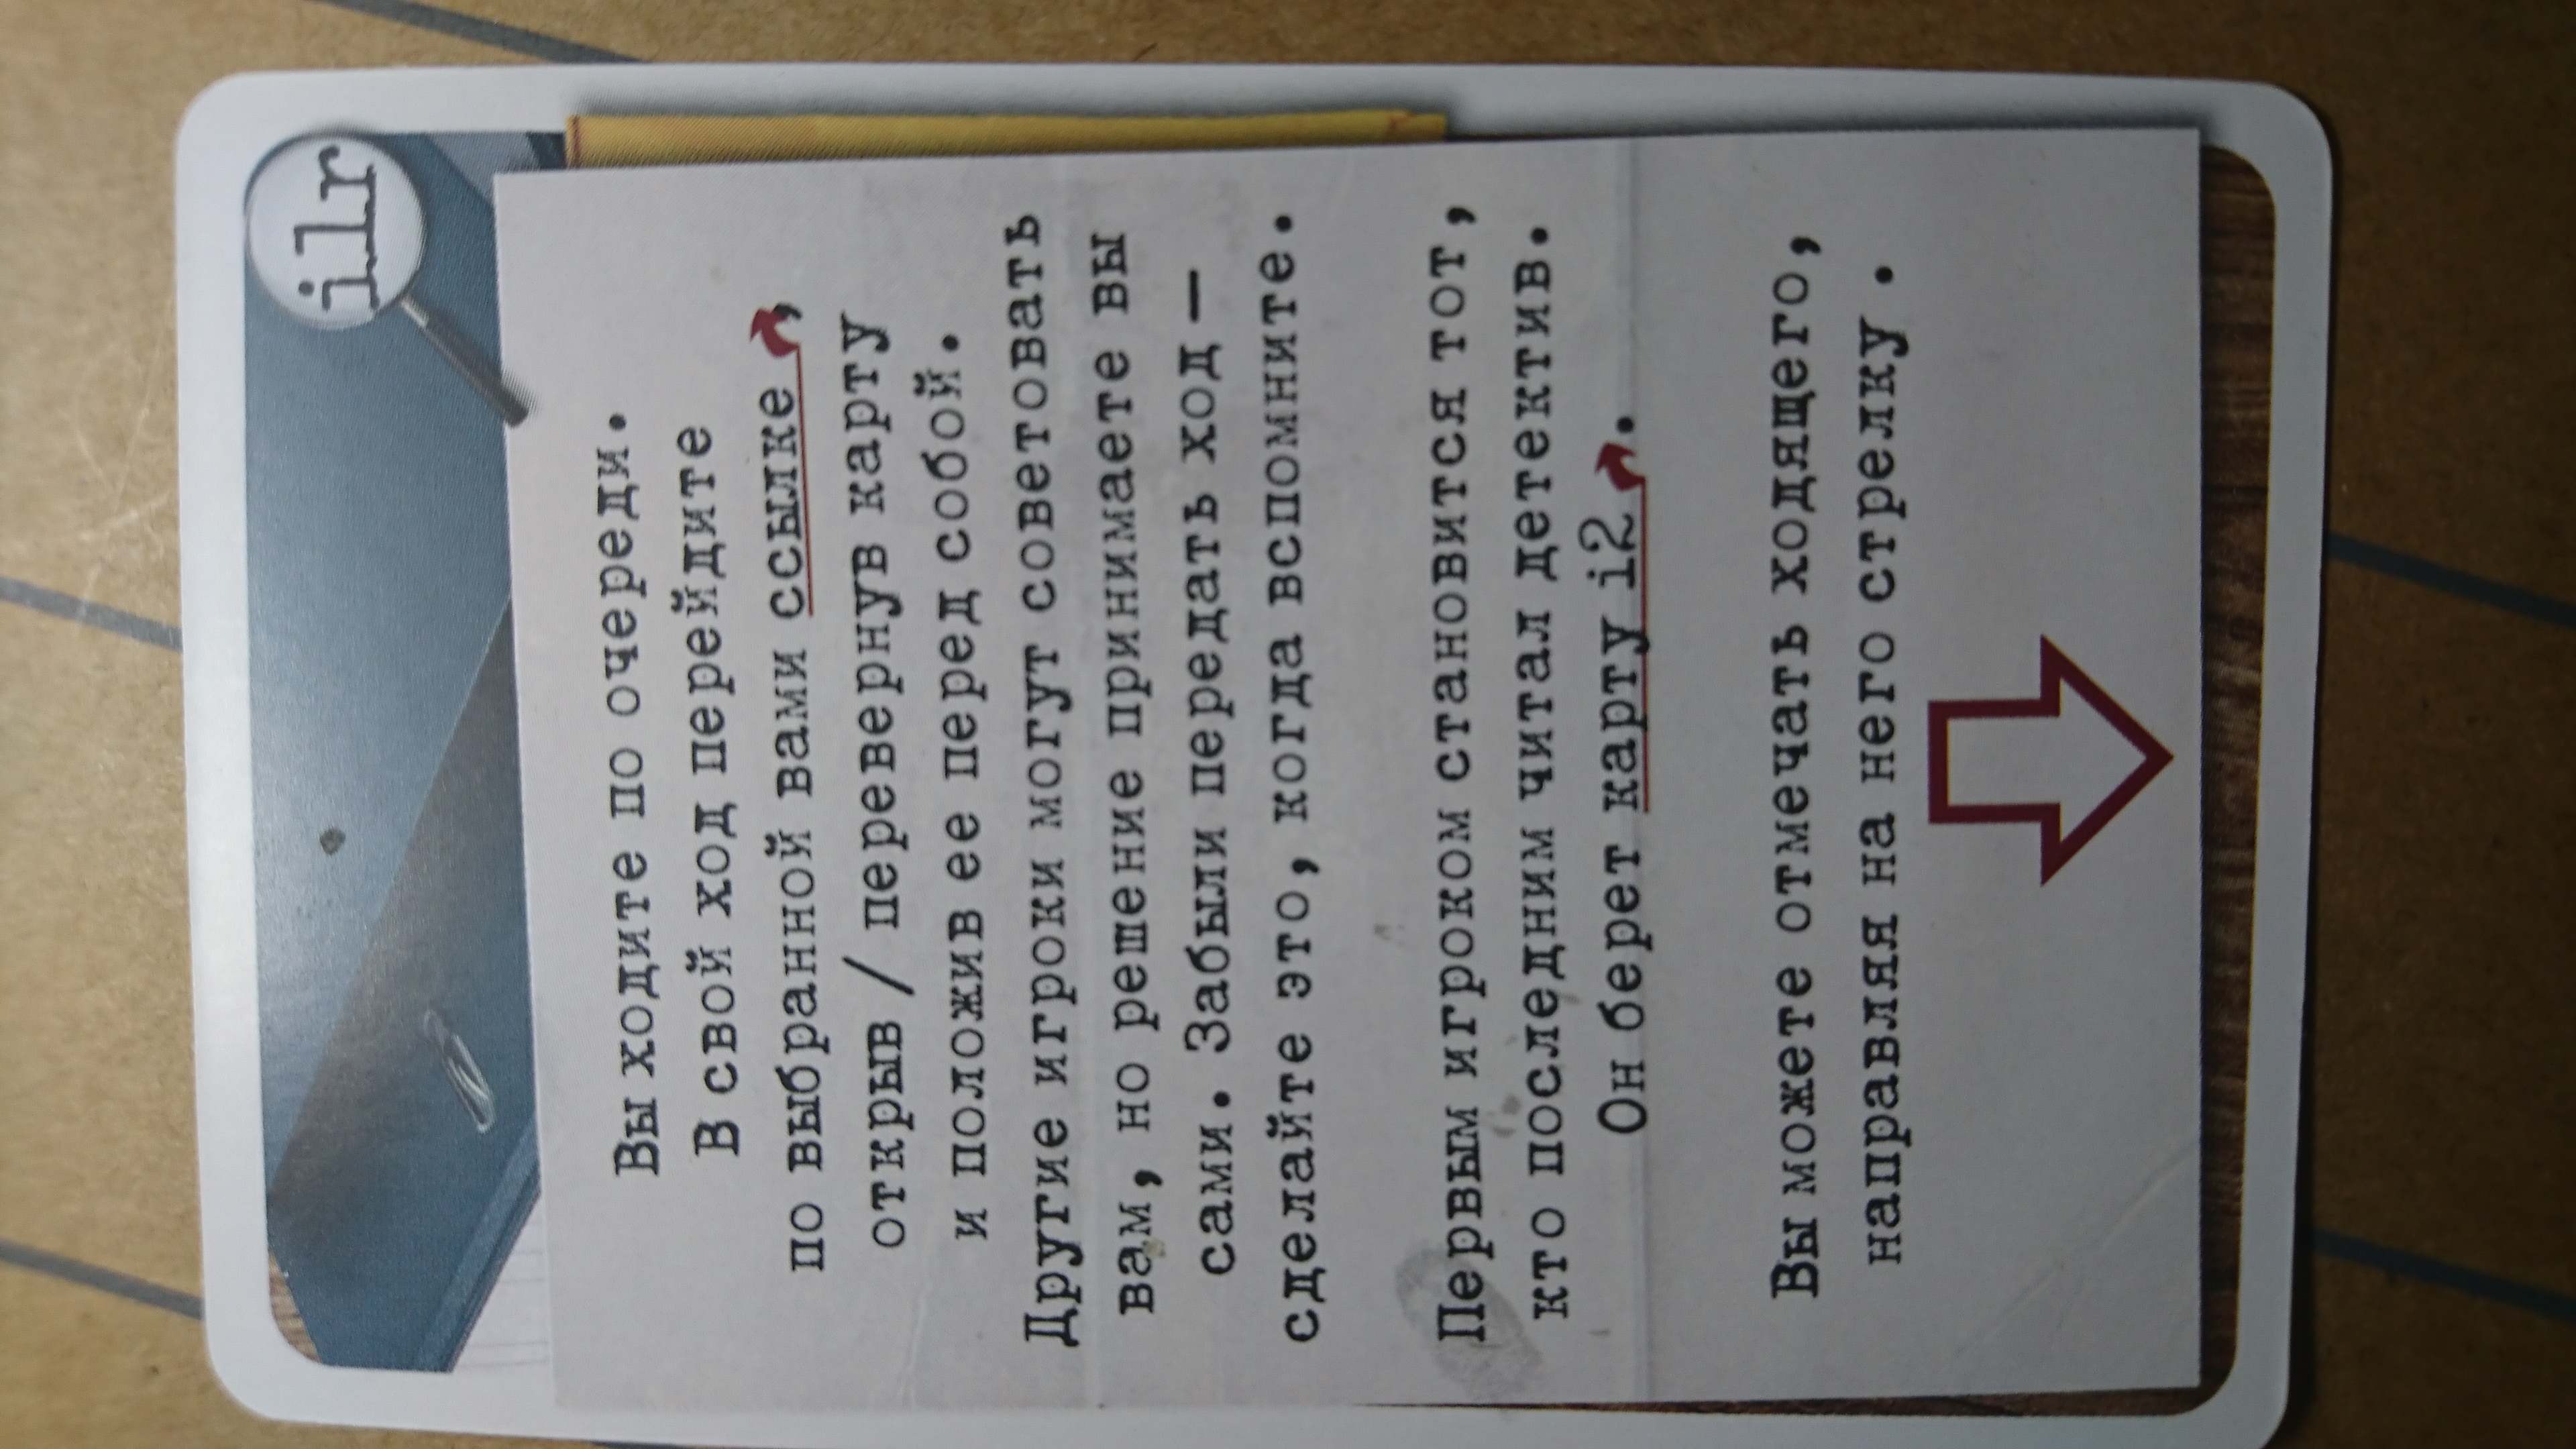 i1r
Вы ходите по очереди.
В свой ход перейдите
по выбранной вами ссылке,
открыв / перевернув карту
и положив ее перед собой.
Другие игроки могут советовать
вам, но решение принимаете вы
сами. Забыли передать ход —
сделайте это, когда вспомните.
Первым игроком становится тот,
кто последним читал детектив.
Он берет карту i2.
Вы можете отмечать ходящего,
направляя на него стрелку .